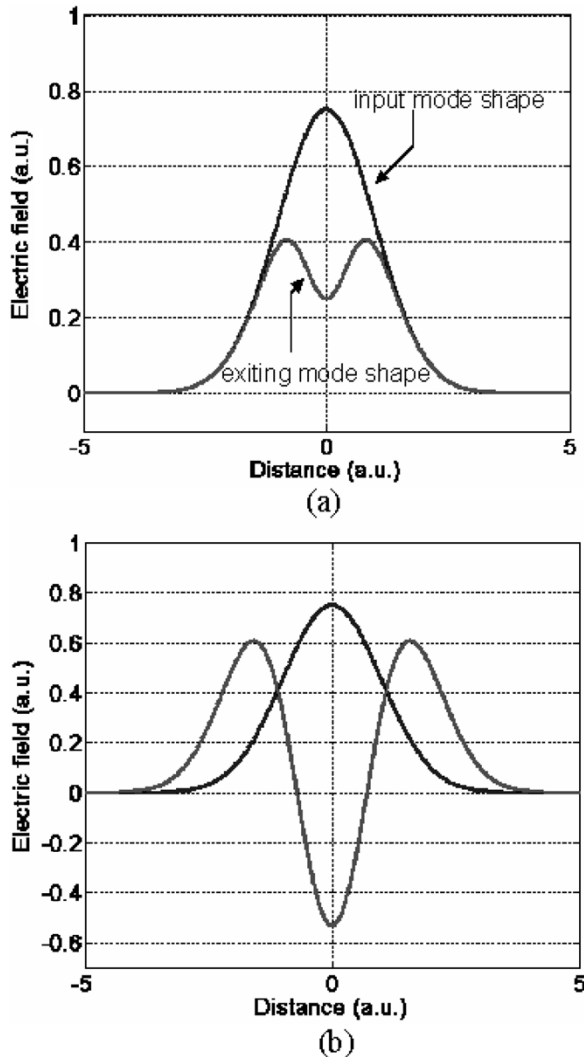 1
0.8
0.6
0.4
0.2
0
-5
0
5
Electric field (a.u.)
Distance (a.u.)
input mode shape
exiting mode shape
(a)
1
0.8
0.6
0.4
0.2
0
-0.2
-0.4
-0.6
-5
0
5
Electric field (a.u.)
Distance (a.u.)
(b)